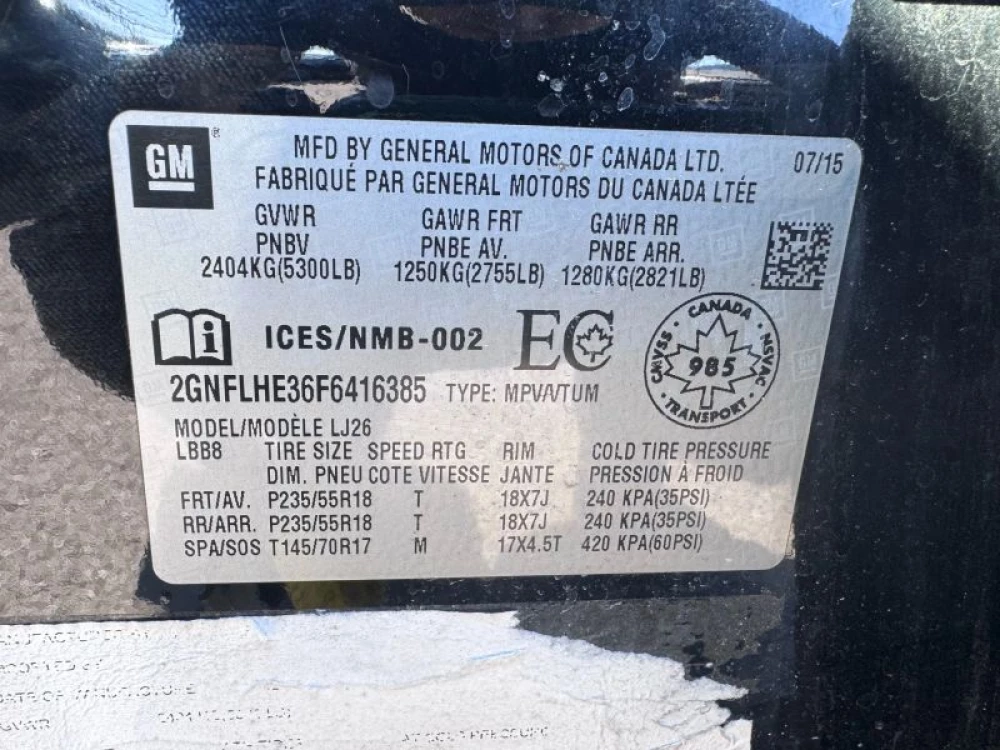 GM
MFD BY GENERAL MOTORS OF CANADA LTD. 07/15
FABRIQUÉ PAR GENERAL MOTORS DU CANADA LTÉE
GVWR GAWR FRT GAWR RR
PNBV PNBE AV. PNBE ARR.
2404KG(5300LB) 1250KG(2755LB) 1280KG(2821LB)
i ICES/NMB-002 EC
CANADA
CMVSS 985 NSVAC
TRANSPORT
2GNFLHE36F6416385 TYPE: MPV/VTUM
MODEL/MODÈLE LJ26
LBB8 TIRE SIZE SPEED RTG RIM COLD TIRE PRESSURE
DIM. PNEU COTE VITESSE JANTE PRESSION À FROID
FRT/AV. P235/55R18 T 18X7J 240 KPA(35PSI)
RR/ARR. P235/55R18 T 18X7J 240 KPA(35PSI)
SPA/SOS T145/70R17 M 17X4.5T 420 KPA(60PSI)
GVWR